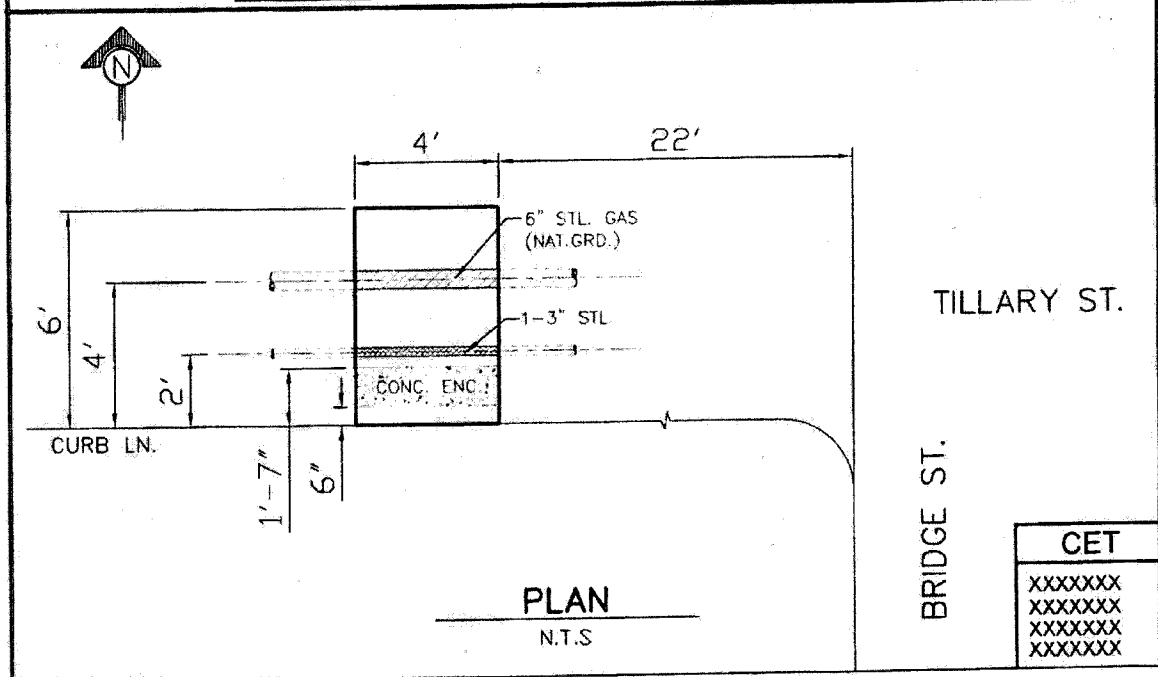 N
4'
22'
6" STL. GAS
(NAT.GRD.)
TILLARY ST.
1-3" STL
6'
4'
2'
CONC. ENC.
CURB LN.
1'-7"
6"
BRIDGE ST.
CET
XXXXXXX
XXXXXXX
XXXXXXX
XXXXXXX
PLAN
N.T.S